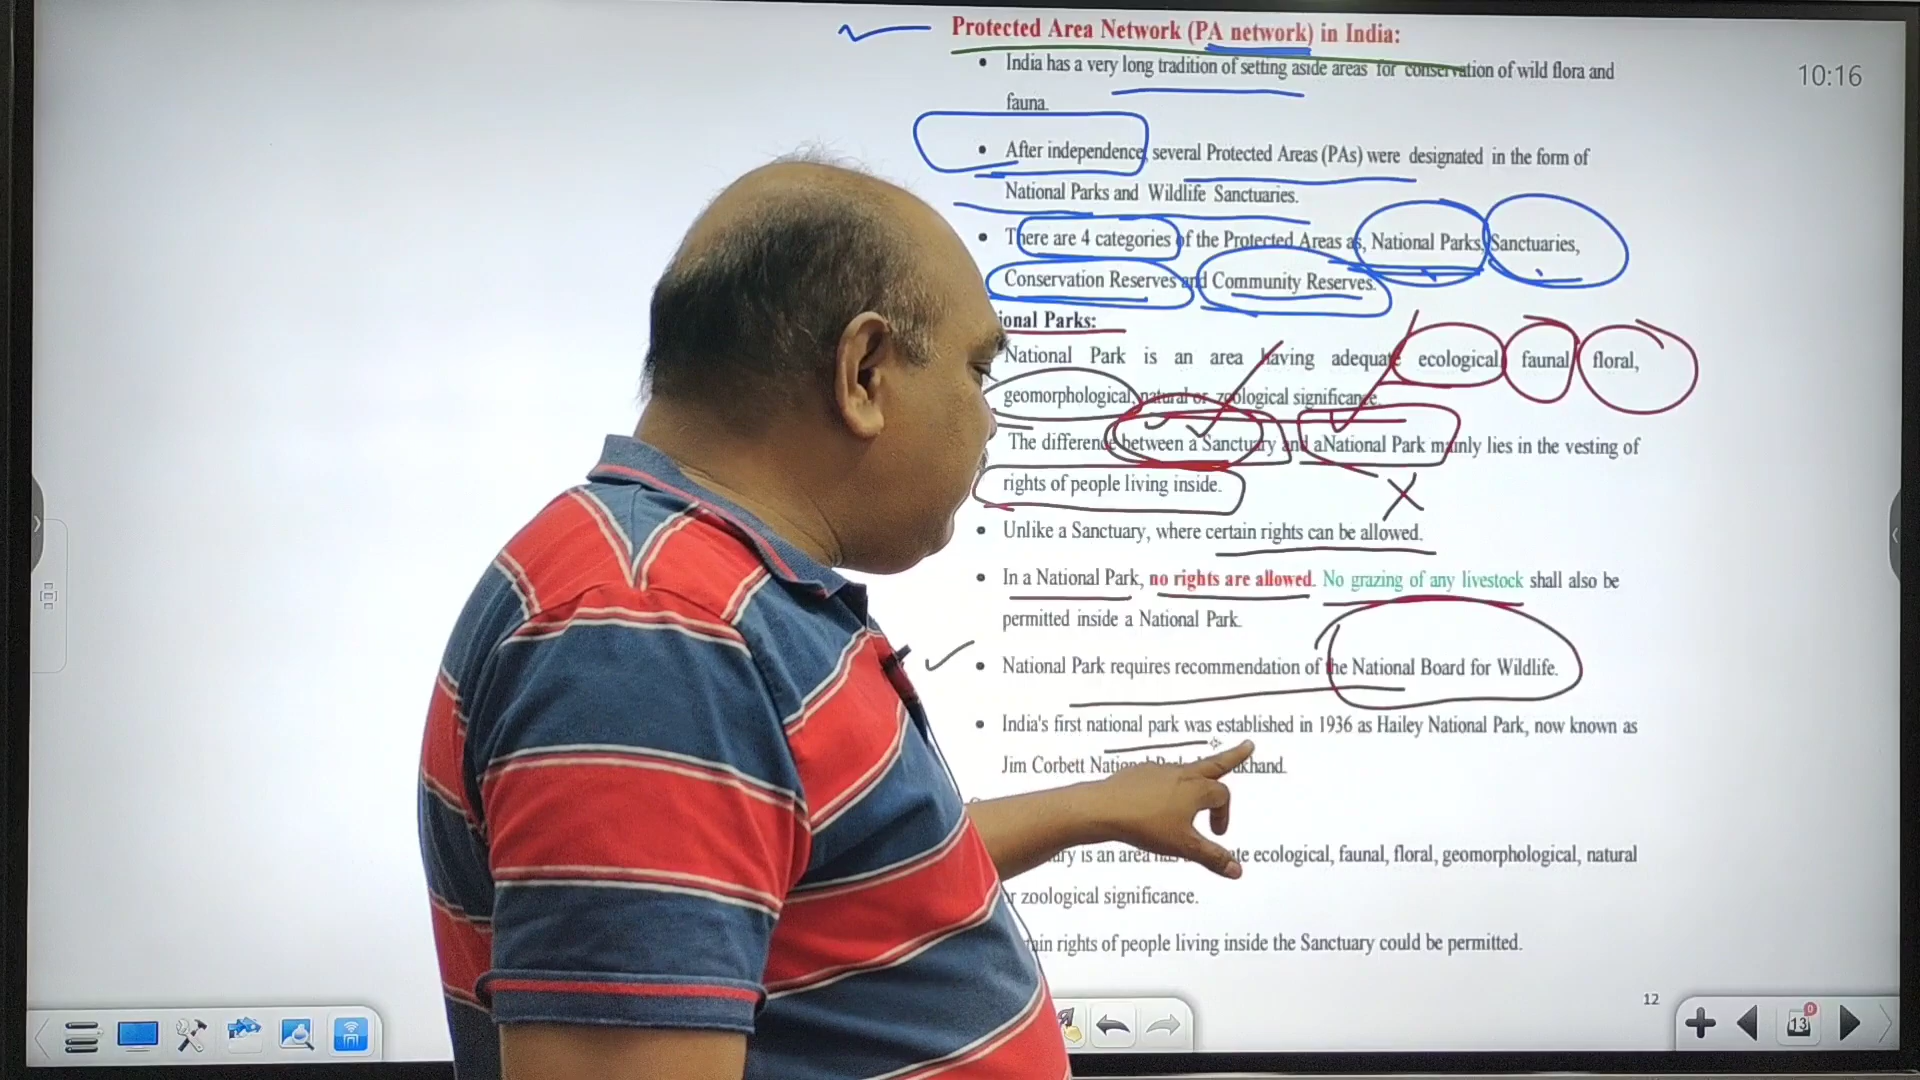 Protected Area Network (PA network) in India:
10:16
• India has a very long tradition of setting aside areas for conservation of wild flora and
fauna.
• After independence, several Protected Areas (PAs) were designated in the form of
National Parks and Wildlife Sanctuaries.
• There are 4 categories of the Protected Areas as, National Parks, Sanctuaries,
Conservation Reserves and Community Reserves.
ional Parks:
National Park is an area having adequate ecological, faunal, floral,
geomorphological, natural or zoological significance.
The difference between a Sanctuary and aNational Park mainly lies in the vesting of
rights of people living inside.
• Unlike a Sanctuary, where certain rights can be allowed.
• In a National Park, no rights are allowed. No grazing of any livestock shall also be
permitted inside a National Park.
• National Park requires recommendation of the National Board for Wildlife.
• India's first national park was established in 1936 as Hailey National Park, now known as
Jim Corbett National khand.
is an area ecological, faunal, floral, geomorphological, natural
zoological significance.
rights of people living inside the Sanctuary could be permitted.
12
13